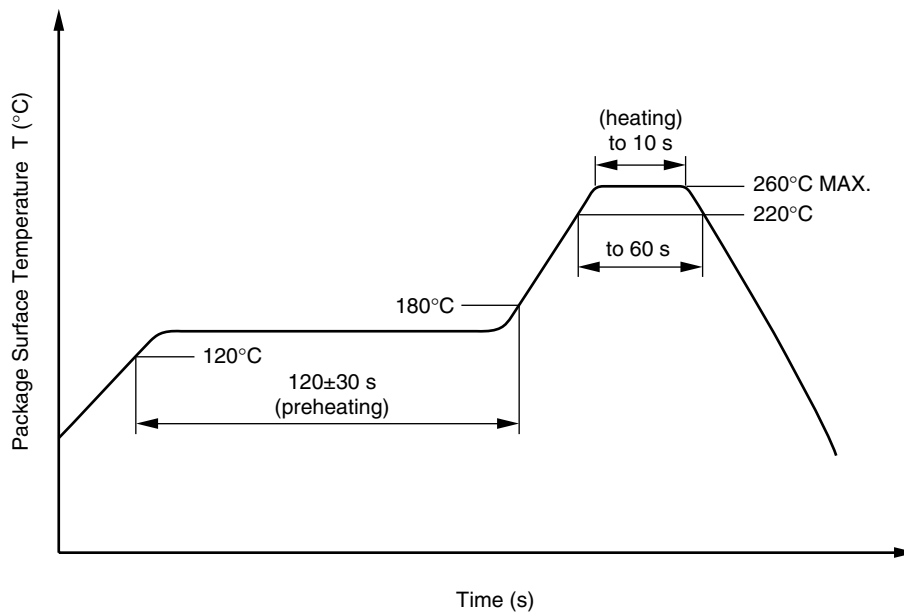 Package Surface Temperature T (°C)
(heating)
to 10 s
260°C MAX.
220°C
to 60 s
180°C
120°C
120±30 s
(preheating)
Time (s)